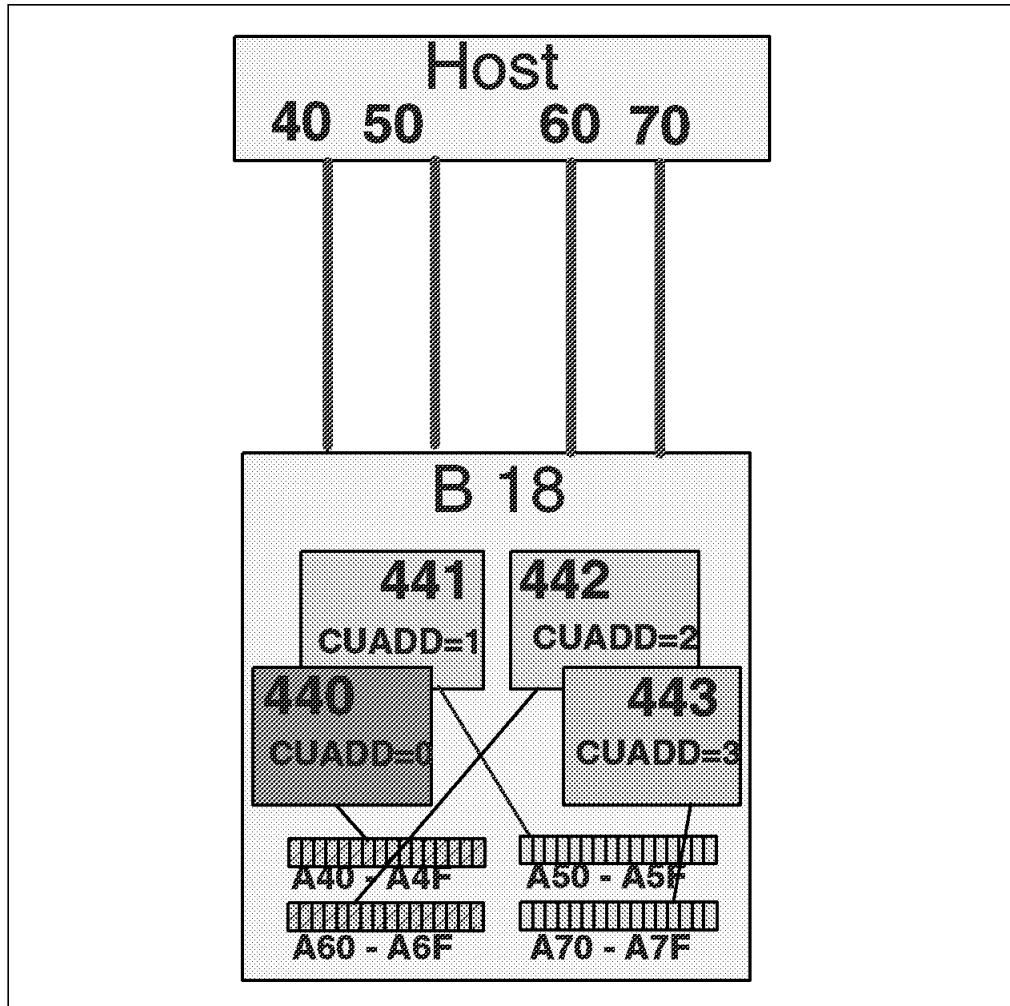 Host
40 50 60 70
B 18
441 442
CUADD=1 CUADD=2
440 443
CUADD=0 CUADD=3
A40 - A4F A50 - A5F
A60 - A6F A70 - A7F